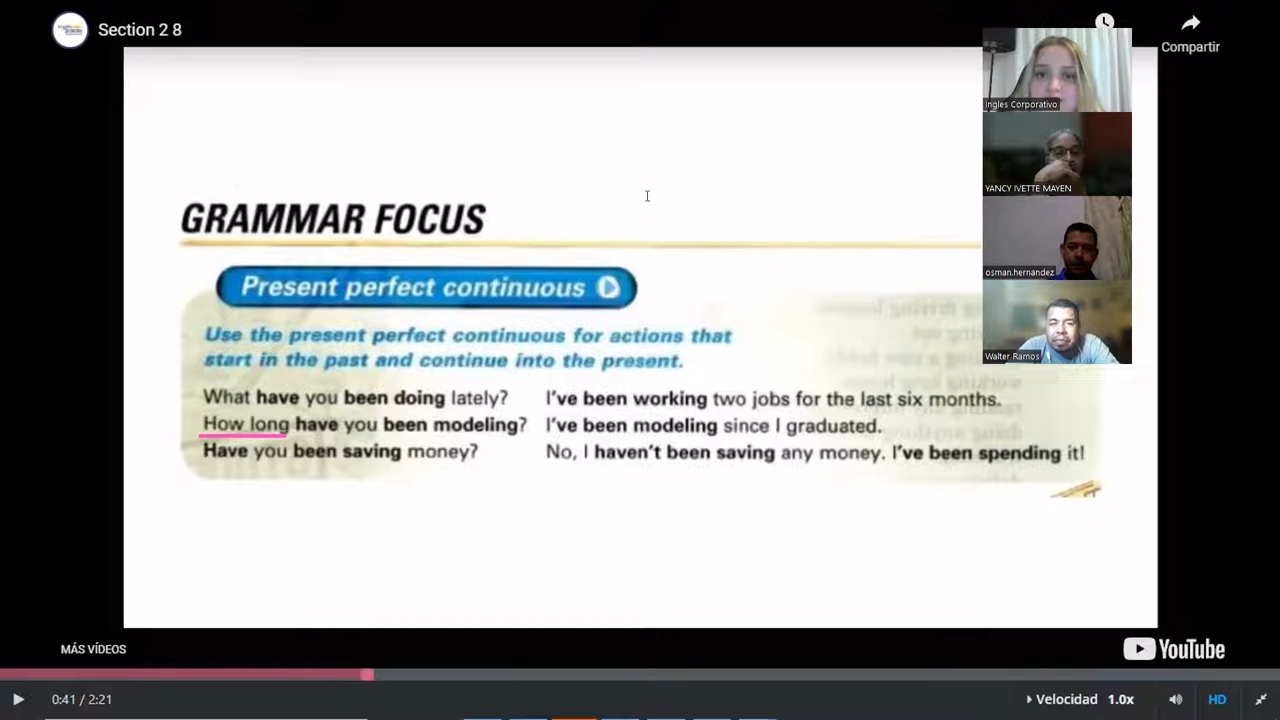 Section 2 8
Compartir
Ingles Corporativo
YANCY IVETTE MAYEN
osman.hernandez
Walter Ramos
GRAMMAR FOCUS
Present perfect continuous
Use the present perfect continuous for actions that
start in the past and continue into the present.
What have you been doing lately? I've been working two jobs for the last six months.
How long have you been modeling? I've been modeling since I graduated.
Have you been saving money? No, I haven't been saving any money. I've been spending it!
MÁS VÍDEOS
YouTube
0:41 / 2:21
Velocidad 1.0x
HD